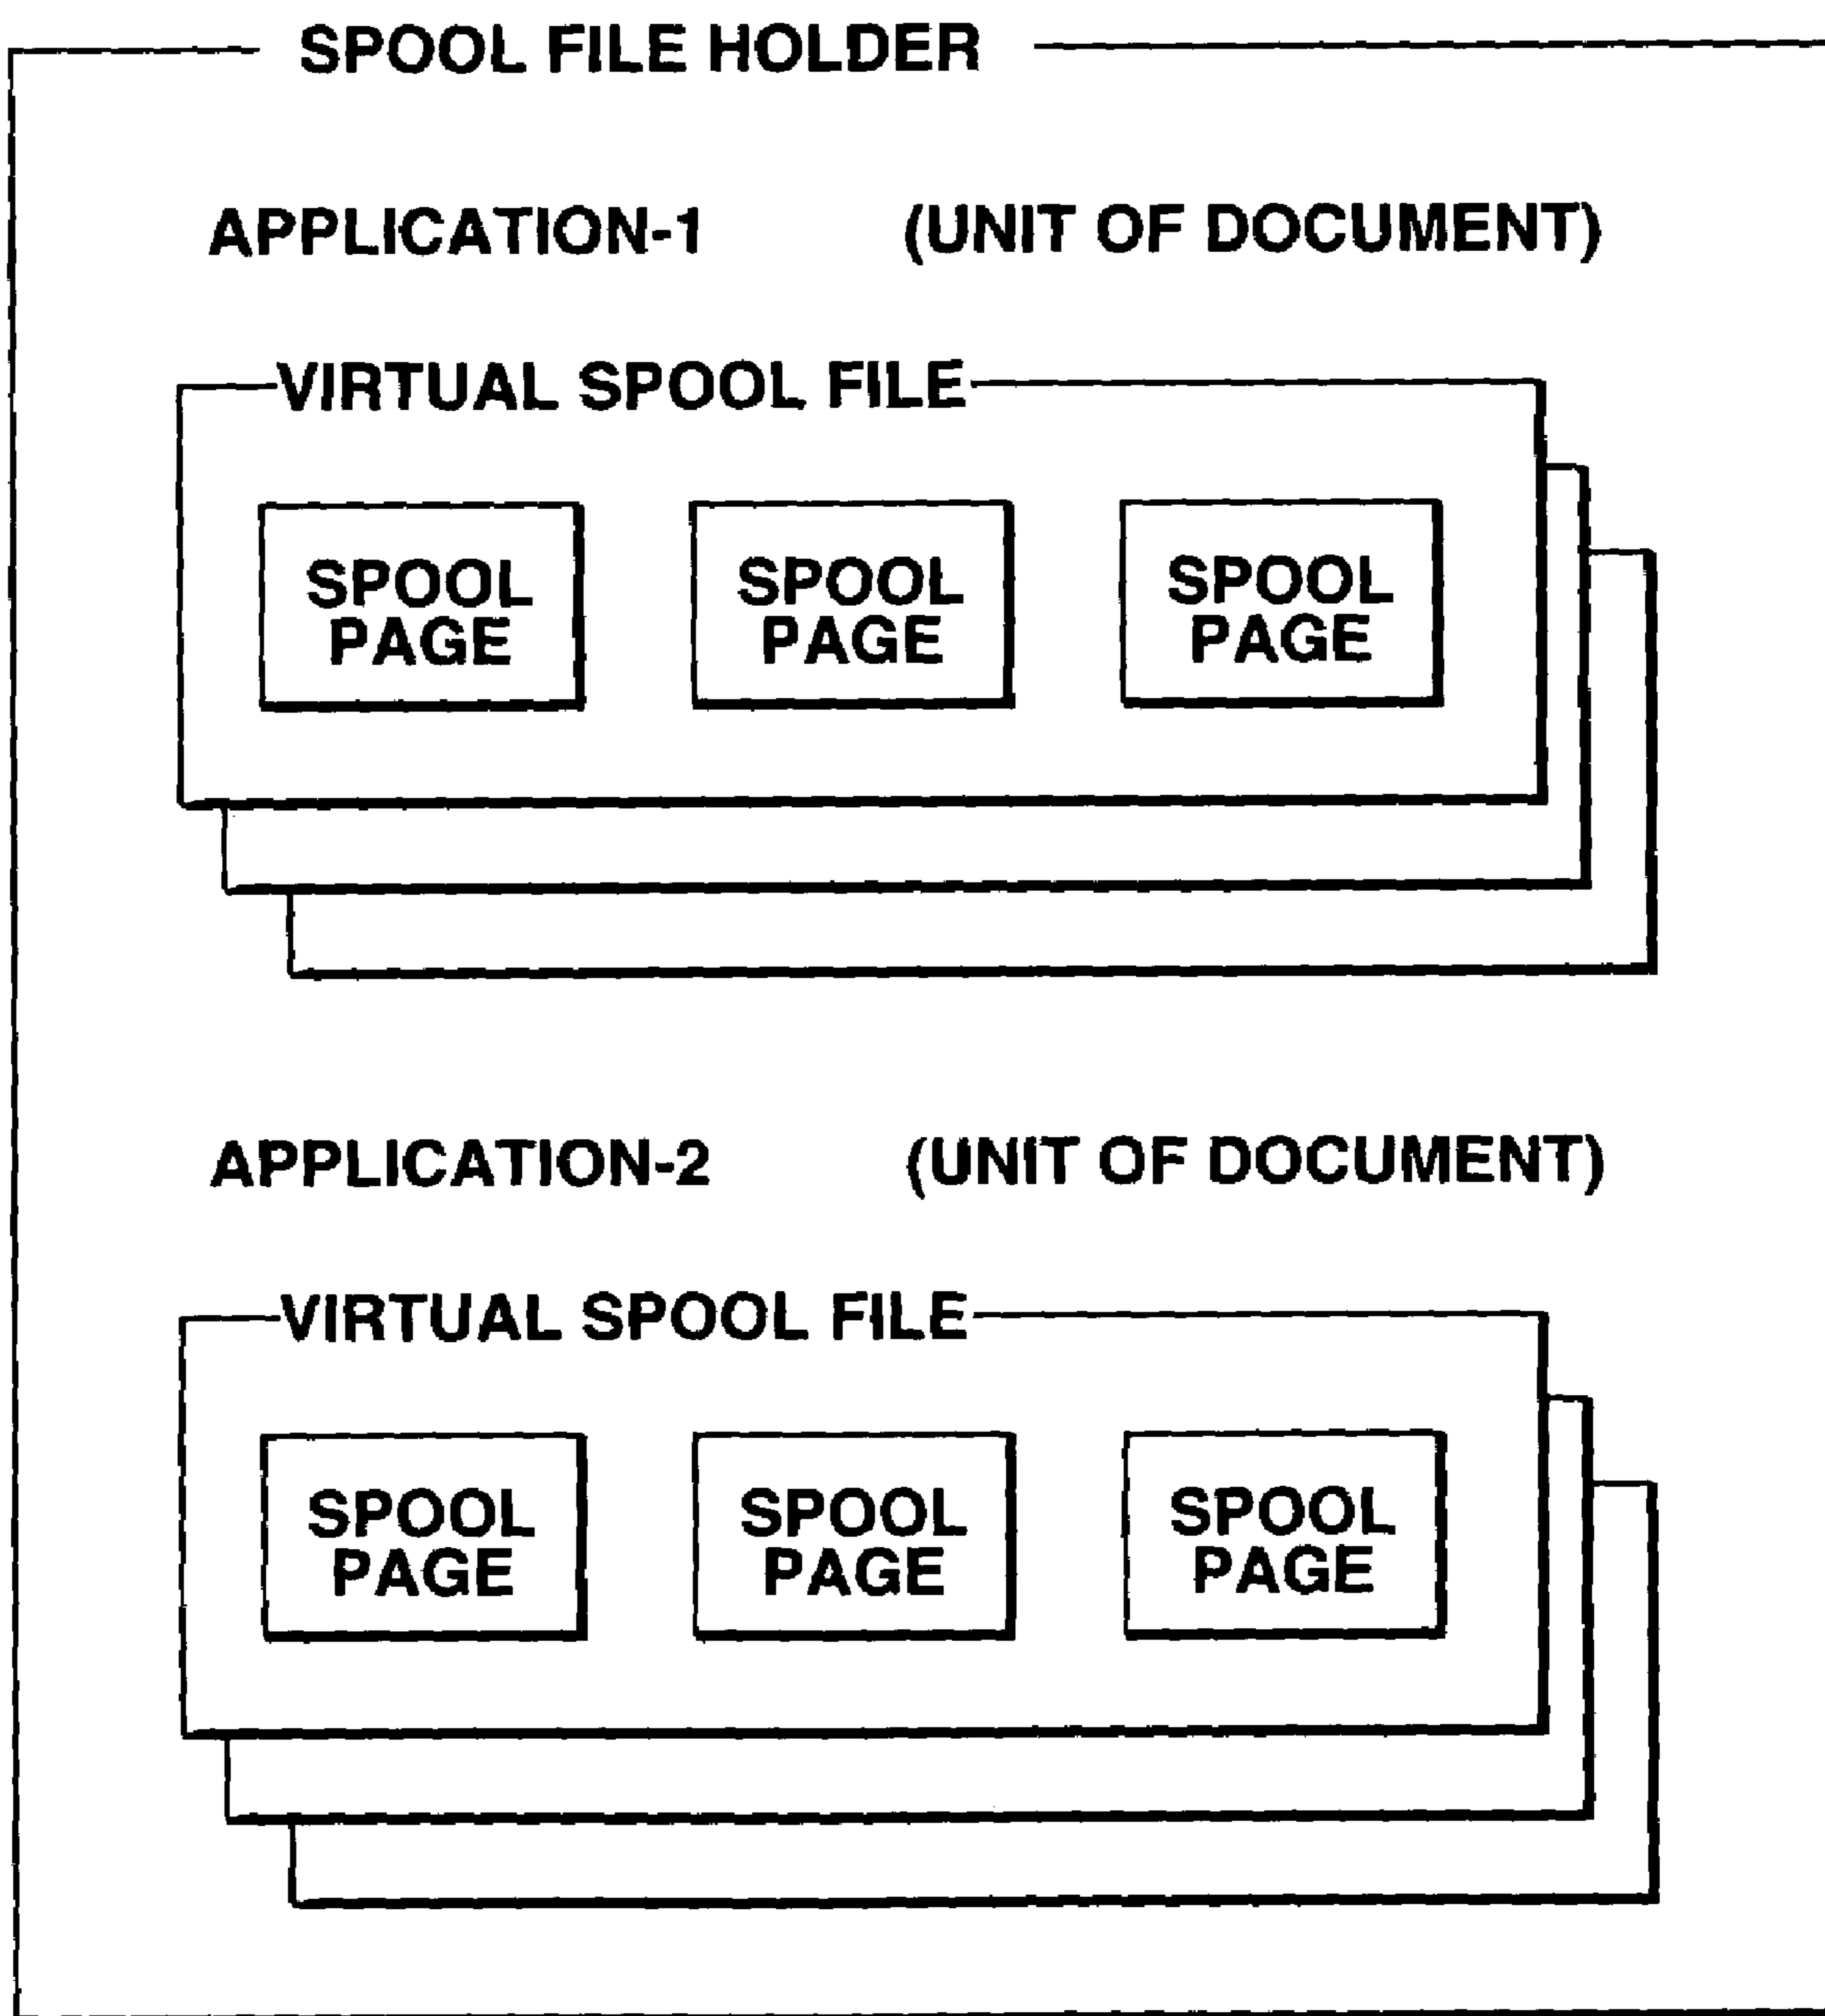 SPOOL FILE HOLDER
APPLICATION-1 (UNIT OF DOCUMENT)
VIRTUAL SPOOL FILE
SPOOL PAGE
SPOOL PAGE
SPOOL PAGE
APPLICATION-2 (UNIT OF DOCUMENT)
VIRTUAL SPOOL FILE
SPOOL PAGE
SPOOL PAGE
SPOOL PAGE